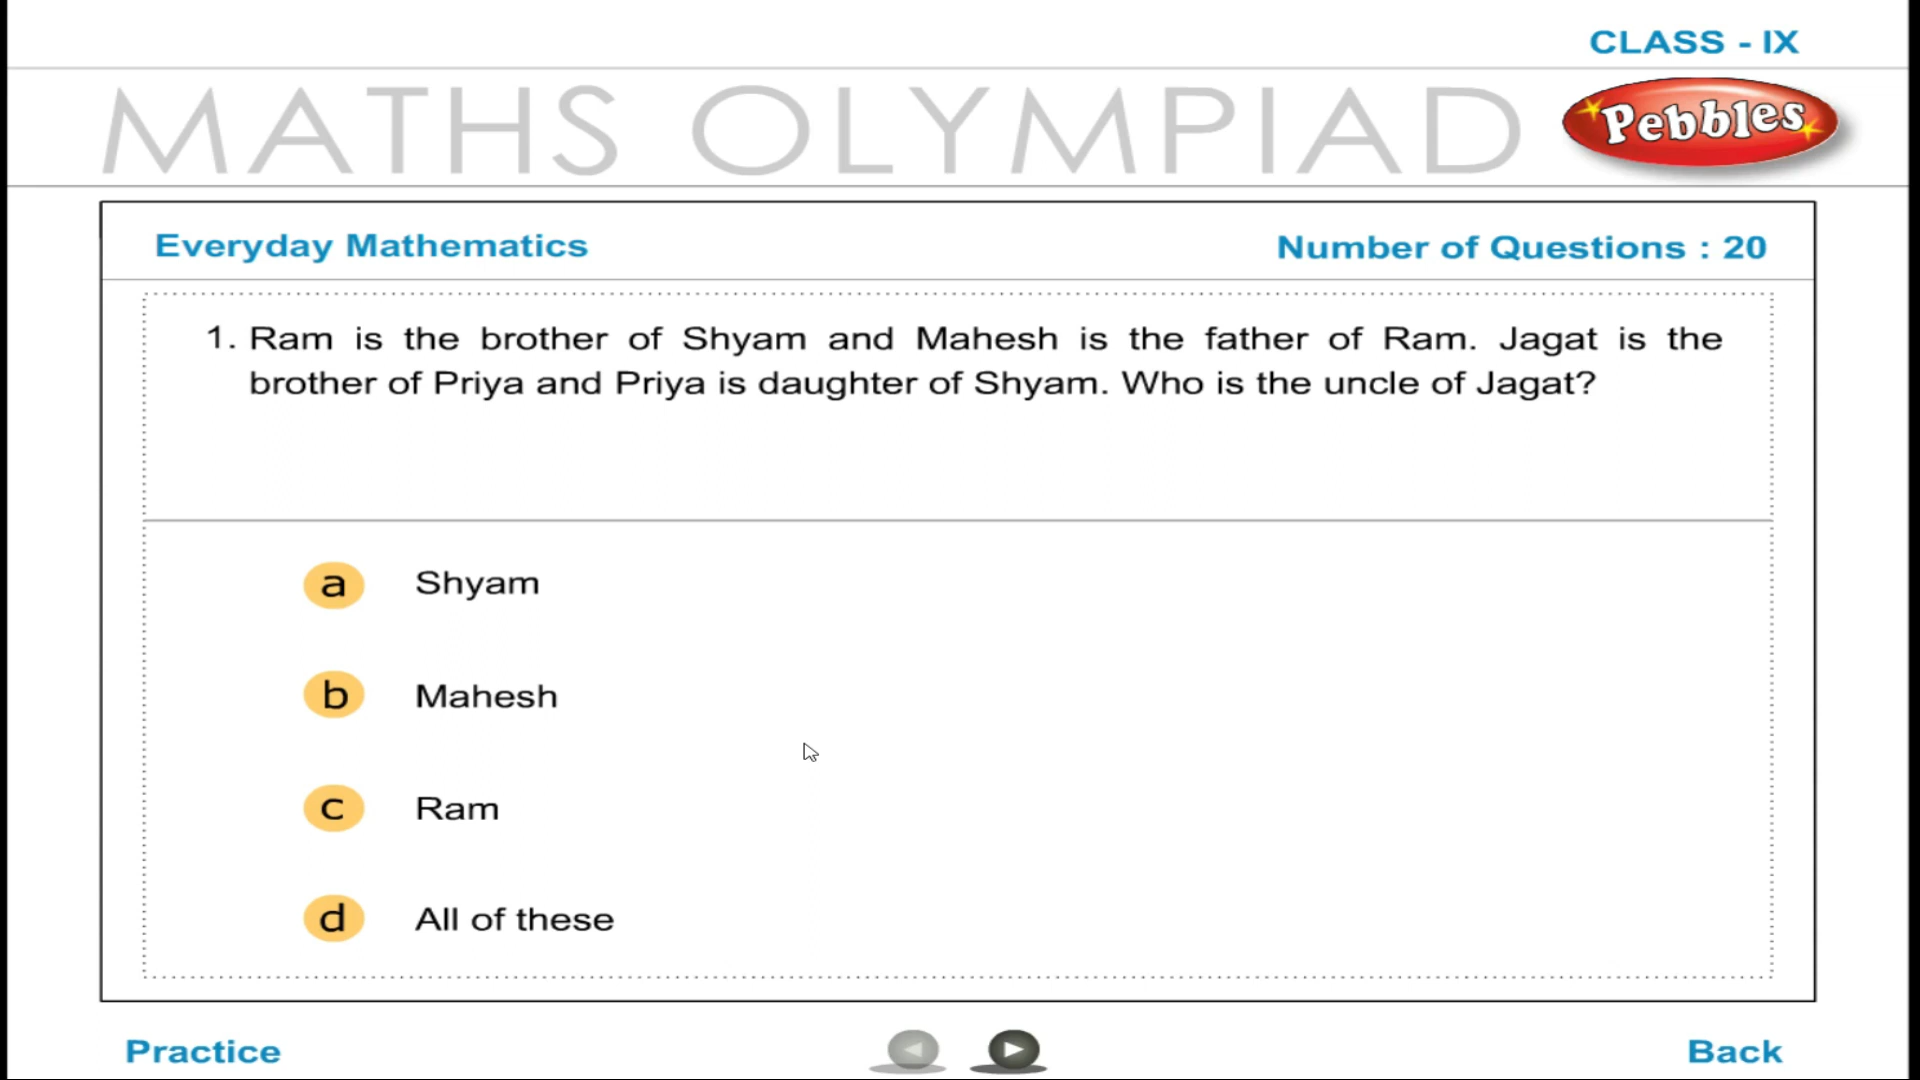 CLASS - IX
MATHS OLYMPIAD
Pebbles
Everyday Mathematics
Number of Questions : 20
1. Ram is the brother of Shyam and Mahesh is the father of Ram. Jagat is the
brother of Priya and Priya is daughter of Shyam. Who is the uncle of Jagat?
a Shyam
b Mahesh
c Ram
d All of these
Practice
Back